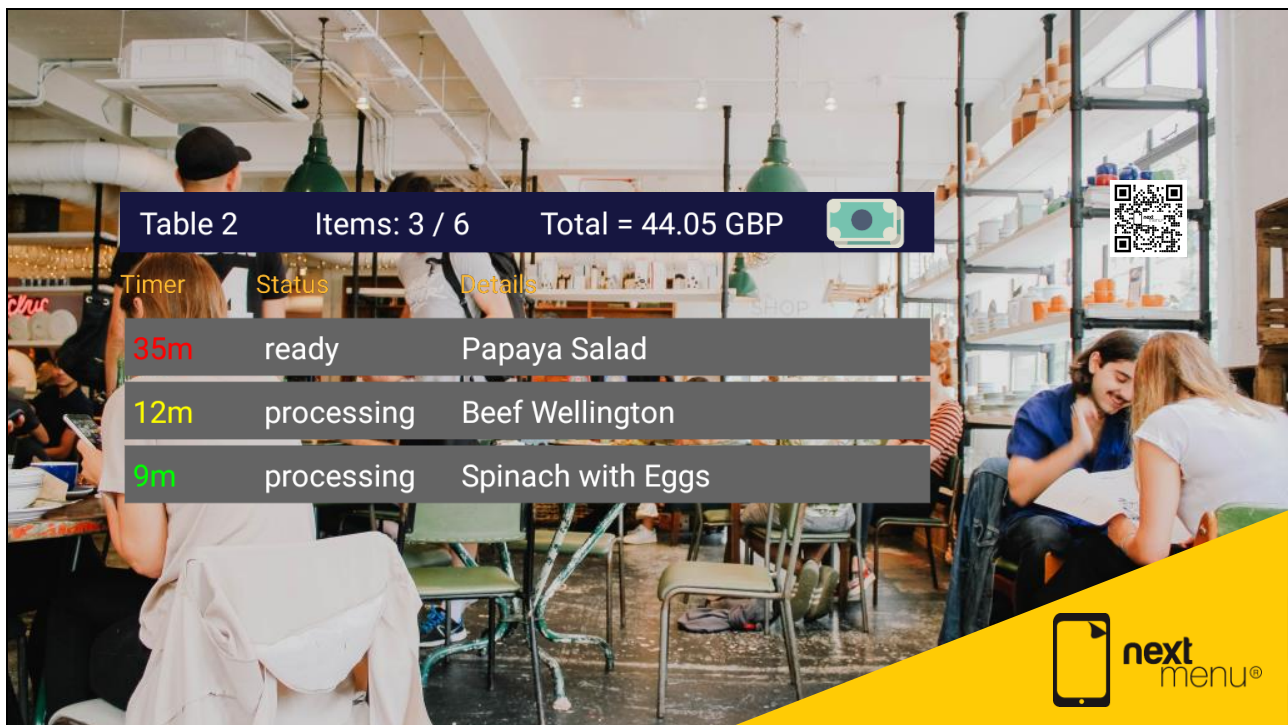 Table 2 Items: 3 / 6 Total = 44.05 GBP
Timer Status Details
SHOP
35m ready Papaya Salad
12m processing Beef Wellington
9m processing Spinach with Eggs
next
menu®